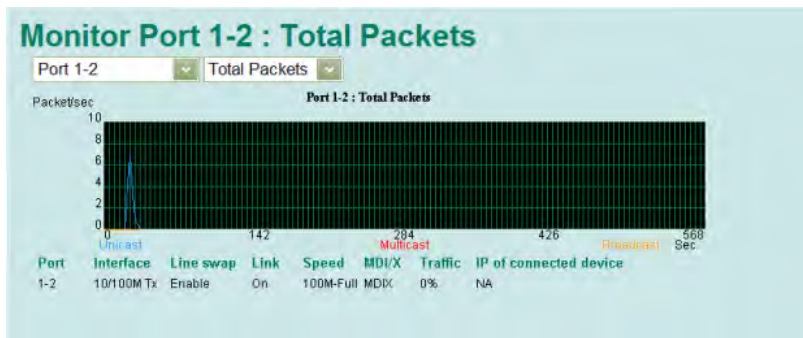 Monitor Port 1-2 : Total Packets
Port 1-2 Total Packets
Packet/sec Port 1-2 : Total Packets
10
8
6
4
2
0
0 142 284 426 568
Unicast Multicast Broadcast Sec.
Port Interface Line swap Link Speed MDI/X Traffic IP of connected device
1-2 10/100M Tx Enable On 100M-Full MDIX 0% NA